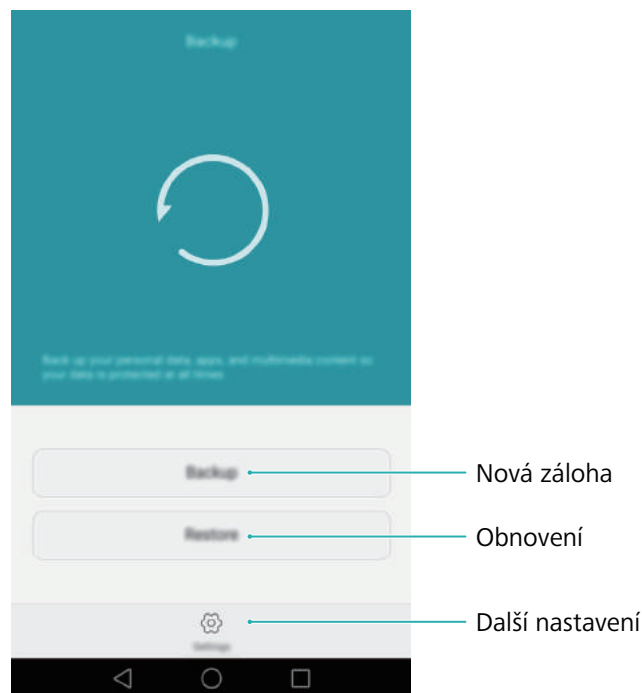 Backup
Back up your personal data, apps, and multimedia content so
your data is protected at all times
Backup
Nová záloha
Restore
Obnovení
Další nastavení
Settings